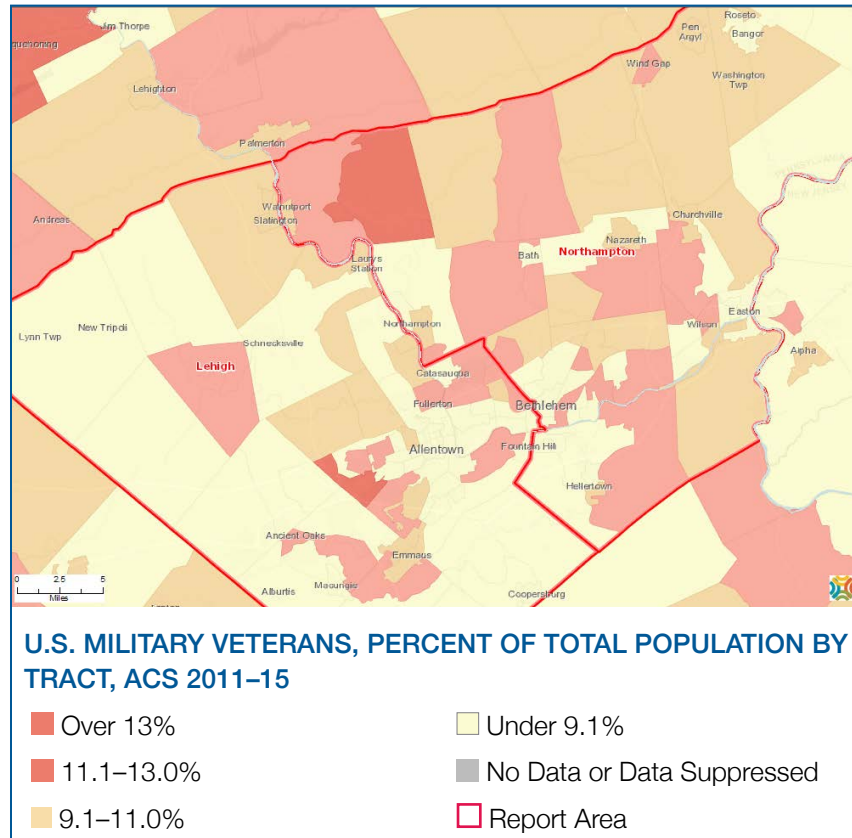 Jim Thorpe
Roseto
Bangor
Pen
Argyl
Wind Gap
Washington
Twp
Lehighton
Palmerton
Andreas
Walnutport
Slatington
Churchville
Nazareth
Bath
Northampton
Laurys
Station
Easton
Northampton
Wilson
Lynn Twp
New Tripoli
Schnecksville
Alpha
Lehigh
Catasauqua
Fullerton
Bethlehem
Allentown
Fountain Hill
Hellertown
Ancient Oaks
Emmaus
0 2.5 5
Miles
Alburtis
Macungie
Coopersburg
U.S. MILITARY VETERANS, PERCENT OF TOTAL POPULATION BY
TRACT, ACS 2011–15
Over 13%
11.1–13.0%
9.1–11.0%
Under 9.1%
No Data or Data Suppressed
Report Area